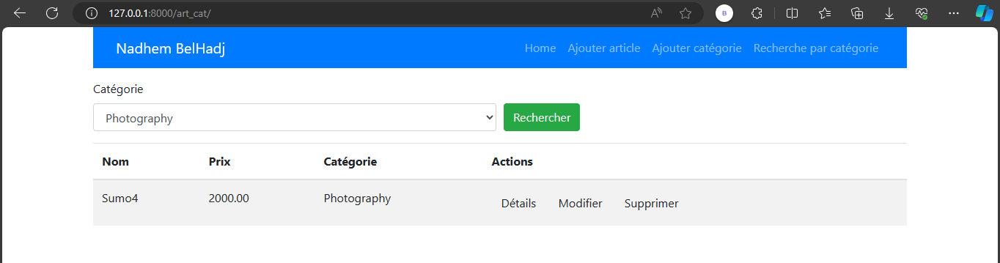 127.0.0.1:8000/art_cat/
B
Nadhem BelHadj Home Ajouter article Ajouter catégorie Recherche par catégorie
Catégorie
Photography Rechercher
Nom Prix Catégorie Actions
Sumo4 2000.00 Photography Détails Modifier Supprimer